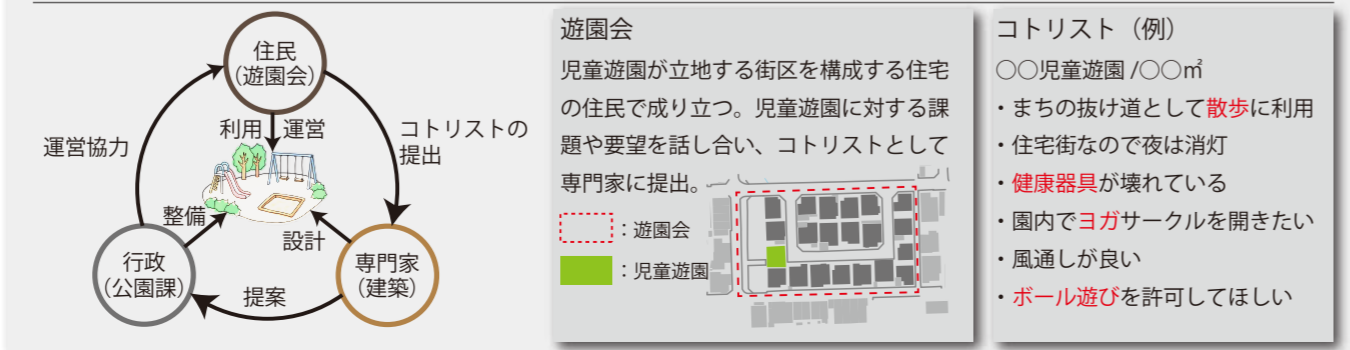 住民
（遊園会）
利用
運営
運営協力
コトリストの
提出
整備
設計
行政
（公園課）
専門家
（建築）
提案
遊園会
児童遊園が立地する街区を構成する住宅
の住民で成り立つ。児童遊園に対する課
題や要望を話し合い、コトリストとして
専門家に提出。
：遊園会
：児童遊園
コトリスト（例）
○○児童遊園 /○○㎡
・まちの抜け道として散歩に利用
・住宅街なので夜は消灯
・健康器具が壊れている
・園内でヨガサークルを開きたい
・風通しが良い
・ボール遊びを許可してほしい